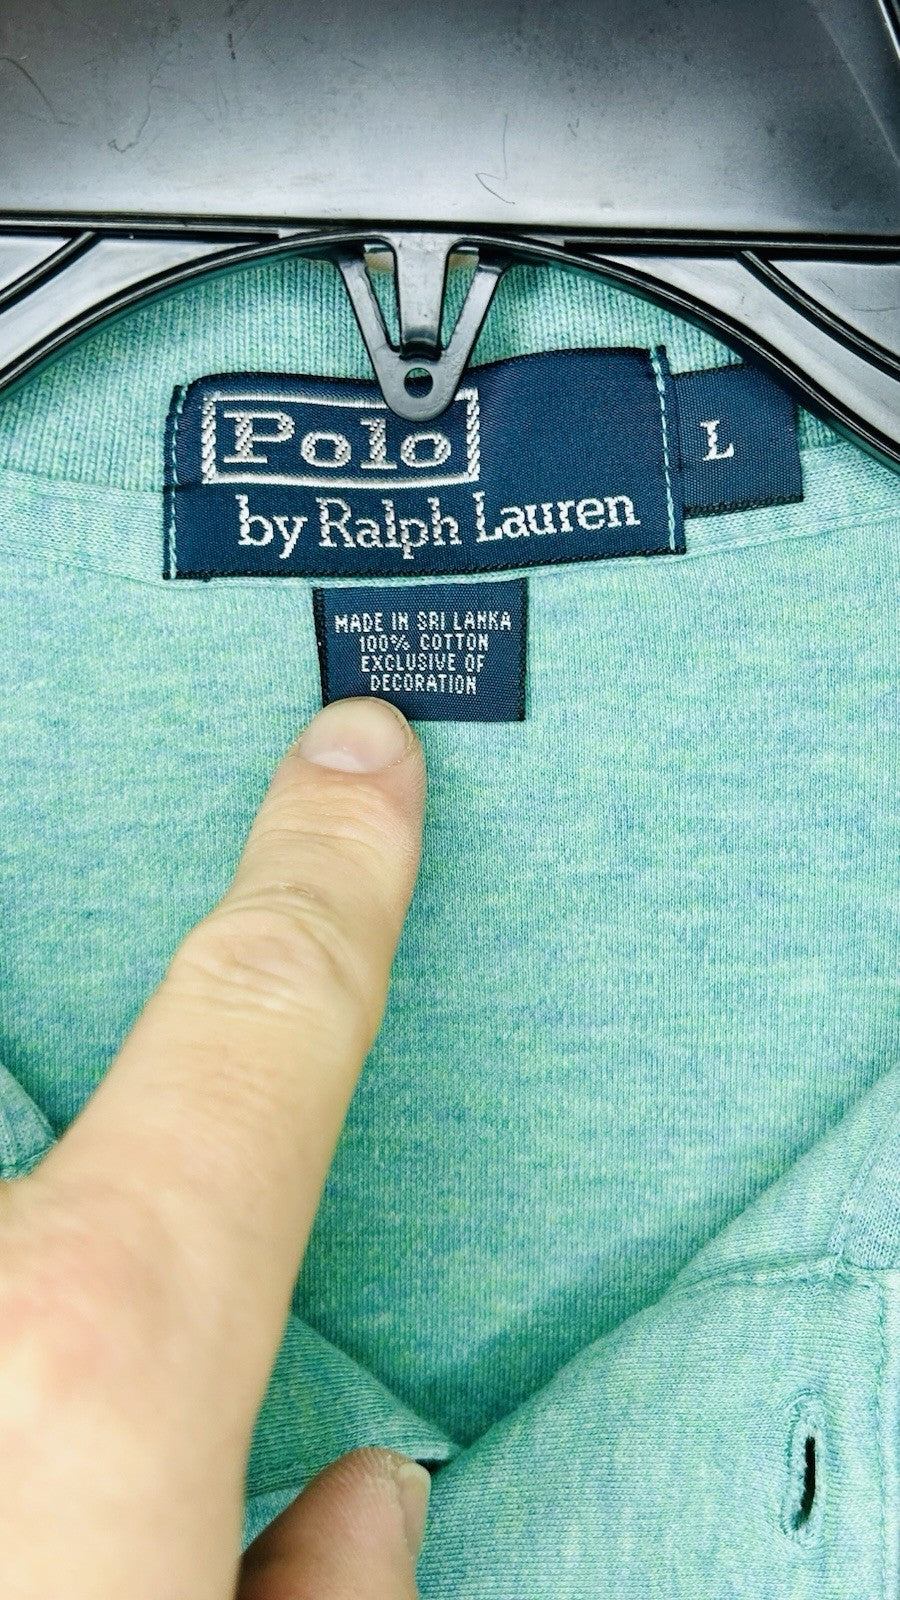 Polo
by Ralph Lauren
L
MADE IN SRI LANKA
100% COTTON
EXCLUSIVE OF
DECORATION